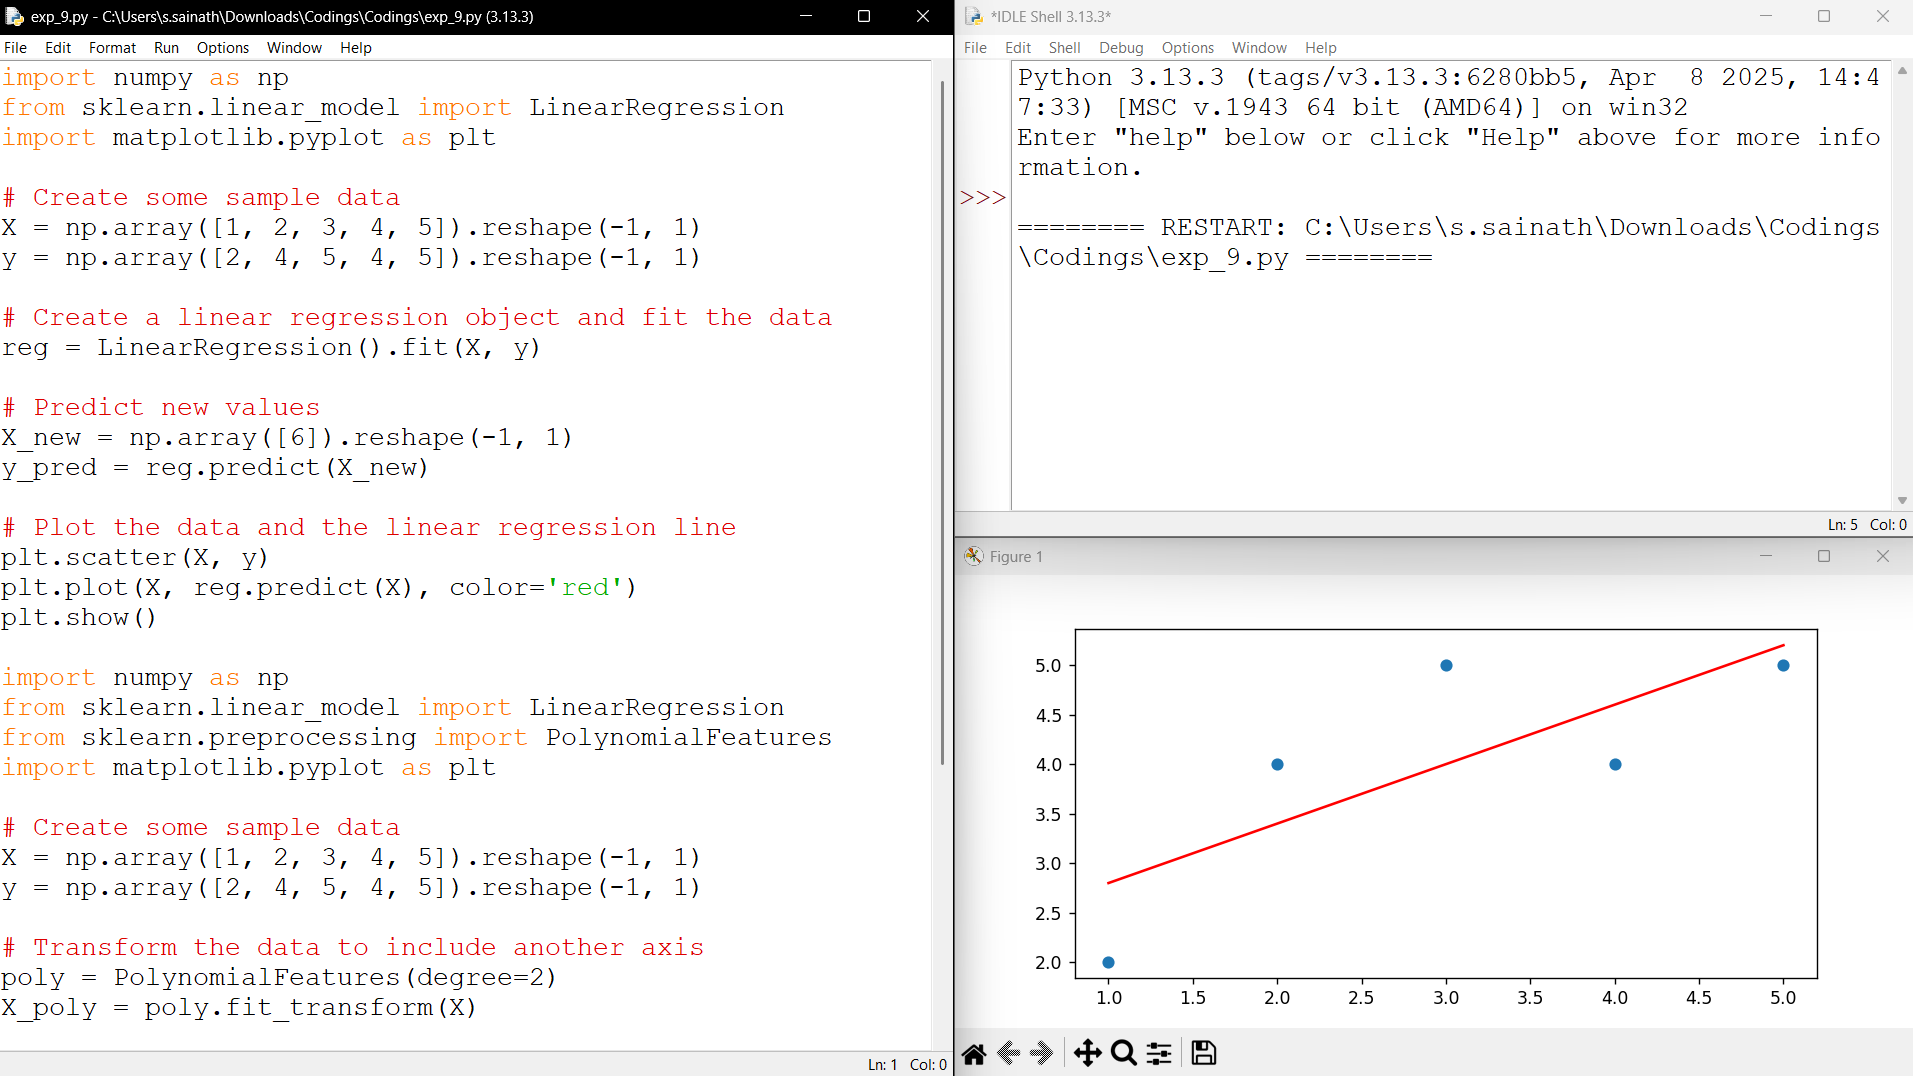 exp_9.py - C:\Users\s.sainath\Downloads\Codings\Codings\exp_9.py (3.13.3)
File Edit Format Run Options Window Help
import numpy as np
from sklearn.linear_model import LinearRegression
import matplotlib.pyplot as plt
# Create some sample data
X = np.array([1, 2, 3, 4, 5]).reshape(-1, 1)
y = np.array([2, 4, 5, 4, 5]).reshape(-1, 1)
# Create a linear regression object and fit the data
reg = LinearRegression().fit(X, y)
# Predict new values
X_new = np.array([6]).reshape(-1, 1)
y_pred = reg.predict(X_new)
# Plot the data and the linear regression line
plt.scatter(X, y)
plt.plot(X, reg.predict(X), color='red')
plt.show()
import numpy as np
from sklearn.linear_model import LinearRegression
from sklearn.preprocessing import PolynomialFeatures
import matplotlib.pyplot as plt
# Create some sample data
X = np.array([1, 2, 3, 4, 5]).reshape(-1, 1)
y = np.array([2, 4, 5, 4, 5]).reshape(-1, 1)
# Transform the data to include another axis
poly = PolynomialFeatures(degree=2)
X_poly = poly.fit_transform(X)
Ln: 1 Col: 0
*IDLE Shell 3.13.3*
File Edit Shell Debug Options Window Help
Python 3.13.3 (tags/v3.13.3:6280bb5, Apr  8 2025, 14:4
7:33) [MSC v.1943 64 bit (AMD64)] on win32
Enter "help" below or click "Help" above for more info
rmation.
>>>
======== RESTART: C:\Users\s.sainath\Downloads\Codings
\Codings\exp_9.py ========
Ln: 5 Col: 0
Figure 1
5.0
4.5
4.0
3.5
3.0
2.5
2.0
1.0 1.5 2.0 2.5 3.0 3.5 4.0 4.5 5.0